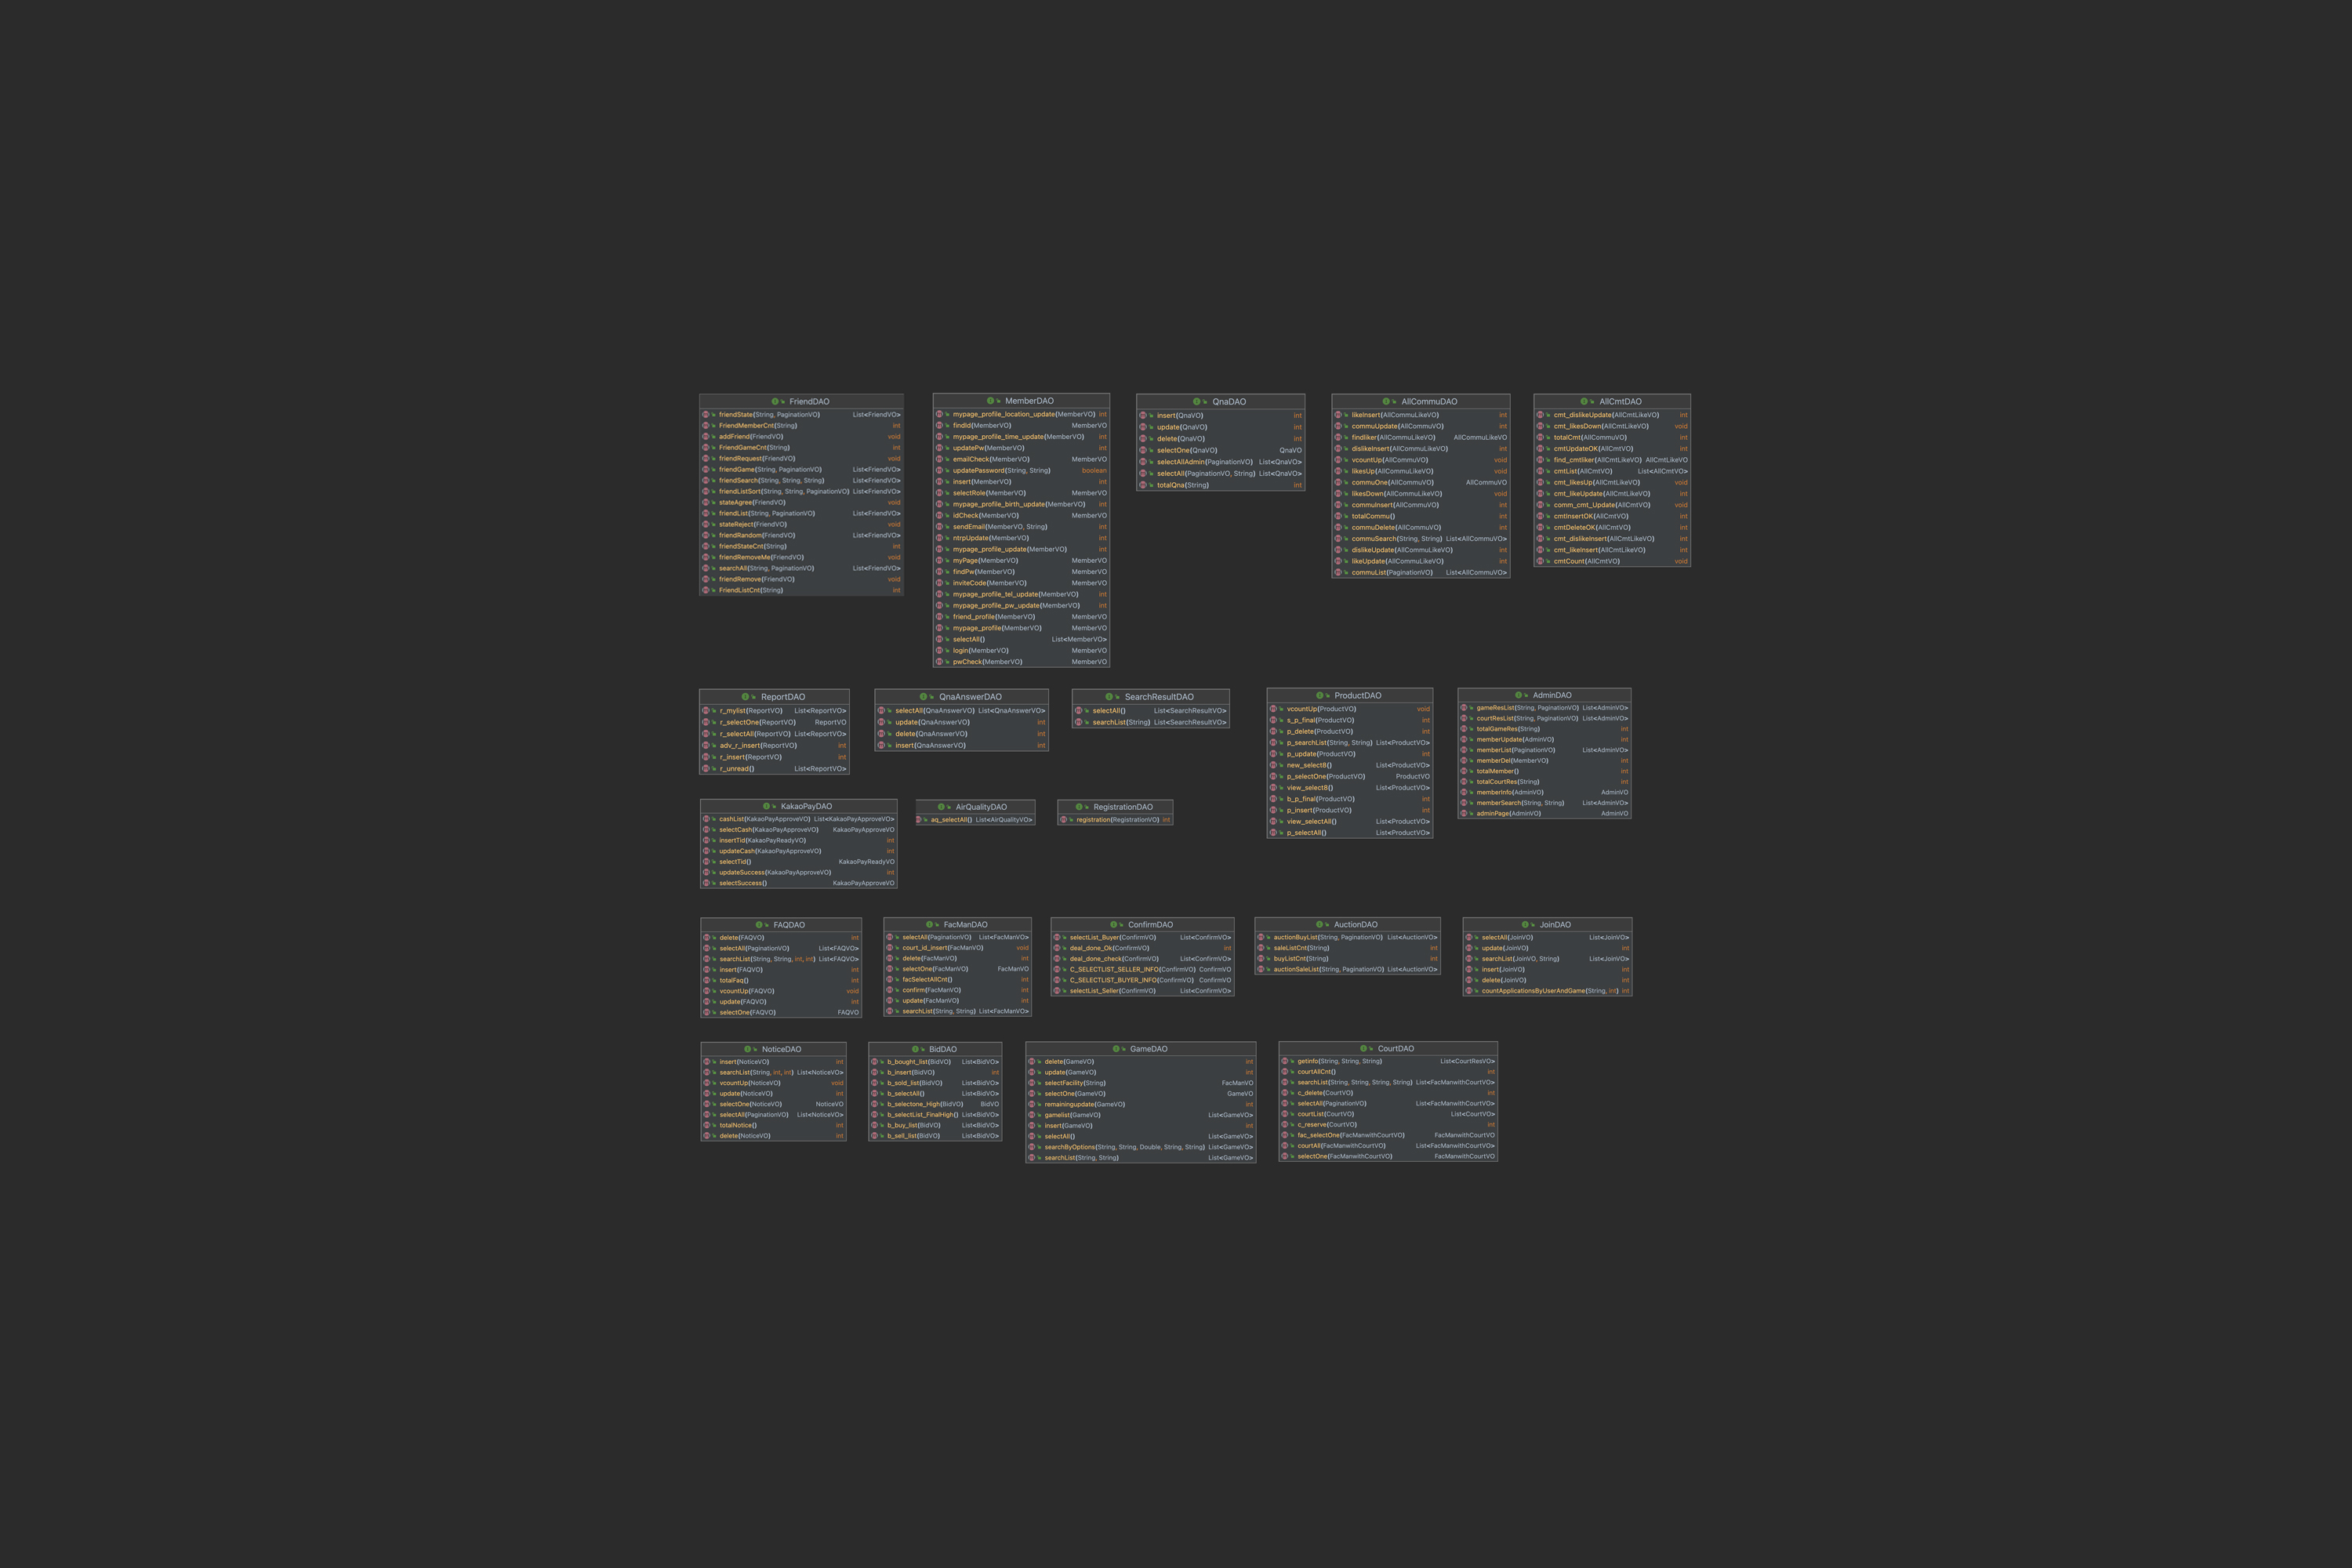 FriendDAO
friendState(String, PaginationVO) List<FriendVO>
FriendMemberCnt(String) int
addFriend(FriendVO) void
FriendGameCnt(String) int
friendRequest(FriendVO) void
friendGame(String, PaginationVO) List<FriendVO>
friendSearch(String, String, String) List<FriendVO>
friendListSort(String, String, PaginationVO) List<FriendVO>
stateAgree(FriendVO) void
friendList(String, PaginationVO) List<FriendVO>
stateReject(FriendVO) void
friendRandom(FriendVO) List<FriendVO>
friendStateCnt(String) int
friendRemoveMe(FriendVO) void
searchAll(String, PaginationVO) List<FriendVO>
friendRemove(FriendVO) void
FriendListCnt(String) int
MemberDAO
mypage_profile_location_update(MemberVO) int
findId(MemberVO) MemberVO
mypage_profile_time_update(MemberVO) int
updatePw(MemberVO) int
emailCheck(MemberVO) MemberVO
updatePassword(String, String) boolean
insert(MemberVO) int
selectRole(MemberVO) MemberVO
mypage_profile_birth_update(MemberVO) int
idCheck(MemberVO) MemberVO
sendEmail(MemberVO, String) int
ntrpUpdate(MemberVO) int
mypage_profile_update(MemberVO) int
myPage(MemberVO) MemberVO
findPw(MemberVO) MemberVO
inviteCode(MemberVO) MemberVO
mypage_profile_tel_update(MemberVO) int
mypage_profile_pw_update(MemberVO) int
friend_profile(MemberVO) MemberVO
mypage_profile(MemberVO) MemberVO
selectAll() List<MemberVO>
login(MemberVO) MemberVO
pwCheck(MemberVO) MemberVO
QnaDAO
insert(QnaVO) int
update(QnaVO) int
delete(QnaVO) int
selectOne(QnaVO) QnaVO
selectAllAdmin(PaginationVO) List<QnaVO>
selectAll(PaginationVO, String) List<QnaVO>
totalQna(String) int
AllCommuDAO
likeInsert(AllCommuLikeVO) int
commuUpdate(AllCommuVO) int
findliker(AllCommuLikeVO) AllCommuLikeVO
dislikeInsert(AllCommuLikeVO) int
vcountUp(AllCommuVO) void
likesUp(AllCommuLikeVO) void
commuOne(AllCommuVO) AllCommuVO
likesDown(AllCommuLikeVO) void
commuInsert(AllCommuVO) int
totalCommu() int
commuDelete(AllCommuVO) int
commuSearch(String, String) List<AllCommuVO>
dislikeUpdate(AllCommuLikeVO) int
likeUpdate(AllCommuLikeVO) int
commuList(PaginationVO) List<AllCommuVO>
AllCmtDAO
cmt_dislikeUpdate(AllCmtLikeVO) int
cmt_likesDown(AllCmtLikeVO) void
totalCmt(AllCommuVO) int
cmtUpdateOK(AllCmtVO) int
find_cmtliker(AllCmtLikeVO) AllCmtLikeVO
cmtList(AllCmtVO) List<AllCmtVO>
cmt_likesUp(AllCmtLikeVO) void
cmt_likeUpdate(AllCmtLikeVO) int
comm_cmt_Update(AllCmtVO) void
cmtInsertOK(AllCmtVO) int
cmtDeleteOK(AllCmtVO) int
cmt_dislikeInsert(AllCmtLikeVO) int
cmt_likeInsert(AllCmtLikeVO) int
cmtCount(AllCmtVO) void
ReportDAO
r_mylist(ReportVO) List<ReportVO>
r_selectOne(ReportVO) ReportVO
r_selectAll(ReportVO) List<ReportVO>
adv_r_insert(ReportVO) int
r_insert(ReportVO) int
r_unread() List<ReportVO>
QnaAnswerDAO
selectAll(QnaAnswerVO) List<QnaAnswerVO>
update(QnaAnswerVO) int
delete(QnaAnswerVO) int
insert(QnaAnswerVO) int
SearchResultDAO
selectAll() List<SearchResultVO>
searchList(String) List<SearchResultVO>
ProductDAO
vcountUp(ProductVO) void
s_p_final(ProductVO) int
p_delete(ProductVO) int
p_searchList(String, String) List<ProductVO>
p_update(ProductVO) int
new_select8() List<ProductVO>
p_selectOne(ProductVO) ProductVO
view_select8() List<ProductVO>
b_p_final(ProductVO) int
p_insert(ProductVO) int
view_selectAll() List<ProductVO>
p_selectAll() List<ProductVO>
AdminDAO
gameResList(String, PaginationVO) List<AdminVO>
courtResList(String, PaginationVO) List<AdminVO>
totalGameRes(String) int
memberUpdate(AdminVO) int
memberList(PaginationVO) List<AdminVO>
memberDel(MemberVO) int
totalMember() int
totalCourtRes(String) int
memberInfo(AdminVO) AdminVO
memberSearch(String, String) List<AdminVO>
adminPage(AdminVO) AdminVO
KakaoPayDAO
cashList(KakaoPayApproveVO) List<KakaoPayApproveVO>
selectCash(KakaoPayApproveVO) KakaoPayApproveVO
insertTid(KakaoPayReadyVO) int
updateCash(KakaoPayApproveVO) int
selectTid() KakaoPayReadyVO
updateSuccess(KakaoPayApproveVO) int
selectSuccess() KakaoPayApproveVO
AirQualityDAO
aq_selectAll() List<AirQualityVO>
RegistrationDAO
registration(RegistrationVO) int
FAQDAO
delete(FAQVO) int
selectAll(PaginationVO) List<FAQVO>
searchList(String, String, int, int) List<FAQVO>
insert(FAQVO) int
totalFaq() int
vcountUp(FAQVO) void
update(FAQVO) int
selectOne(FAQVO) FAQVO
FacManDAO
selectAll(PaginationVO) List<FacManVO>
court_id_insert(FacManVO) void
delete(FacManVO) int
selectOne(FacManVO) FacManVO
facSelectAllCnt() int
confirm(FacManVO) int
update(FacManVO) int
searchList(String, String) List<FacManVO>
ConfirmDAO
selectList_Buyer(ConfirmVO) List<ConfirmVO>
deal_done_Ok(ConfirmVO) int
deal_done_check(ConfirmVO) List<ConfirmVO>
C_SELECTLIST_SELLER_INFO(ConfirmVO) ConfirmVO
C_SELECTLIST_BUYER_INFO(ConfirmVO) ConfirmVO
selectList_Seller(ConfirmVO) List<ConfirmVO>
AuctionDAO
auctionBuyList(String, PaginationVO) List<AuctionVO>
saleListCnt(String) int
buyListCnt(String) int
auctionSaleList(String, PaginationVO) List<AuctionVO>
JoinDAO
selectAll(JoinVO) List<JoinVO>
update(JoinVO) int
searchList(JoinVO, String) List<JoinVO>
insert(JoinVO) int
delete(JoinVO) int
countApplicationsByUserAndGame(String, int) int
NoticeDAO
insert(NoticeVO) int
searchList(String, int, int) List<NoticeVO>
vcountUp(NoticeVO) void
update(NoticeVO) int
selectOne(NoticeVO) NoticeVO
selectAll(PaginationVO) List<NoticeVO>
totalNotice() int
delete(NoticeVO) int
BidDAO
b_bought_list(BidVO) List<BidVO>
b_insert(BidVO) int
b_sold_list(BidVO) List<BidVO>
b_selectAll() List<BidVO>
b_selectone_High(BidVO) BidVO
b_selectList_FinalHigh() List<BidVO>
b_buy_list(BidVO) List<BidVO>
b_sell_list(BidVO) List<BidVO>
GameDAO
delete(GameVO) int
update(GameVO) int
selectFacility(String) FacManVO
selectOne(GameVO) GameVO
remainingupdate(GameVO) int
gamelist(GameVO) List<GameVO>
insert(GameVO) int
selectAll() List<GameVO>
searchByOptions(String, String, Double, String, String) List<GameVO>
searchList(String, String) List<GameVO>
CourtDAO
getinfo(String, String, String) List<CourtResVO>
courtAllCnt() int
searchList(String, String, String, String) List<FacManwithCourtVO>
c_delete(CourtVO) int
selectAll(PaginationVO) List<FacManwithCourtVO>
courtList(CourtVO) List<CourtVO>
c_reserve(CourtVO) int
fac_selectOne(FacManwithCourtVO) FacManwithCourtVO
courtAll(FacManwithCourtVO) List<FacManwithCourtVO>
selectOne(FacManwithCourtVO) FacManwithCourtVO